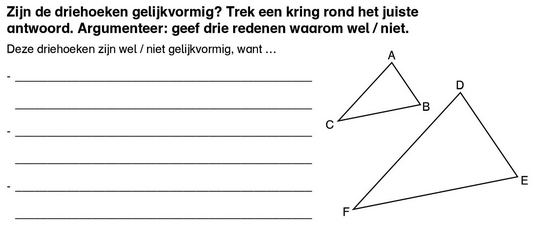 Zijn de driehoeken gelijkvormig? Trek een kring rond het juiste
antwoord. Argumenteer: geef drie redenen waarom wel / niet.
Deze driehoeken zijn wel / niet gelijkvormig, want ...
-
-
-
A
B
C
D
E
F